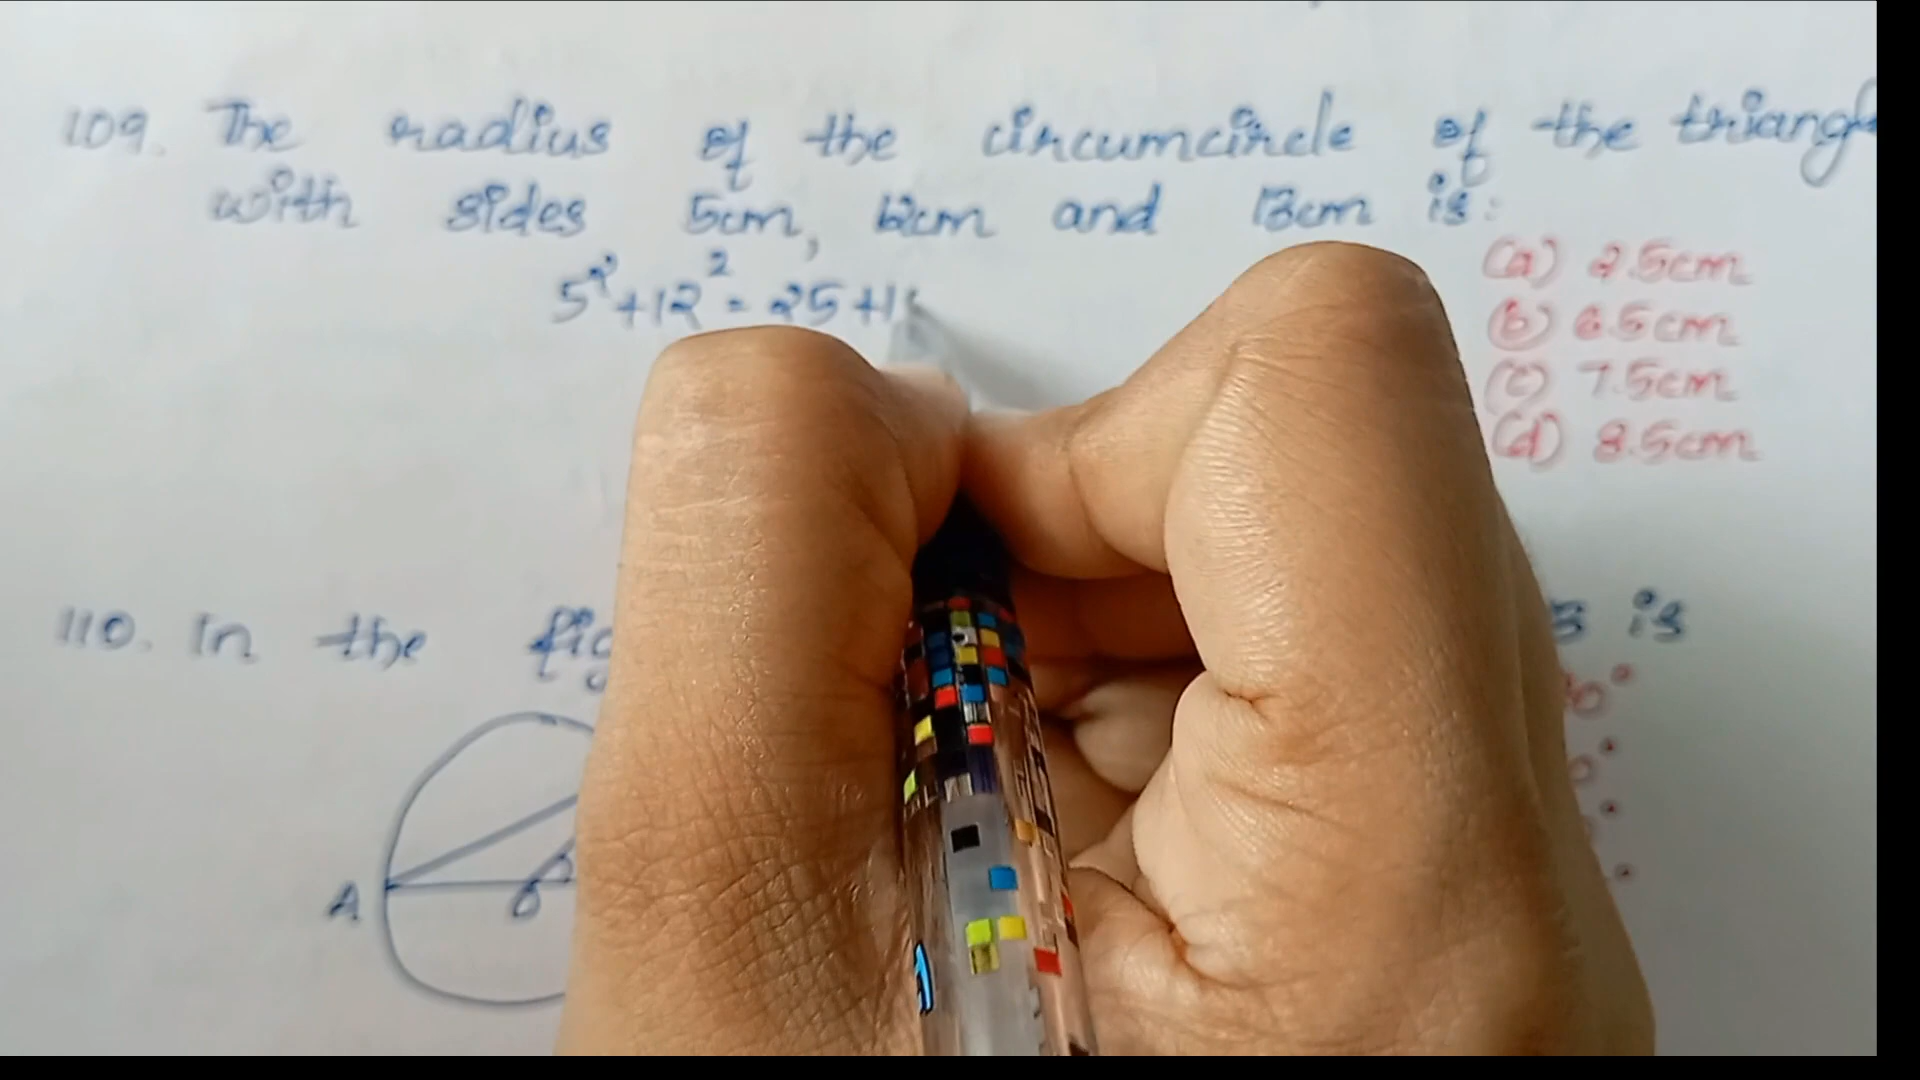 109. The radius of the circumcircle of the triangle
with sides 5cm, 12cm and 13cm is:
5² + 12² = 25 + 1
(a) 2.5cm
(b) 6.5cm
(c) 7.5cm
(d) 8.5cm
110. In the fig is
A